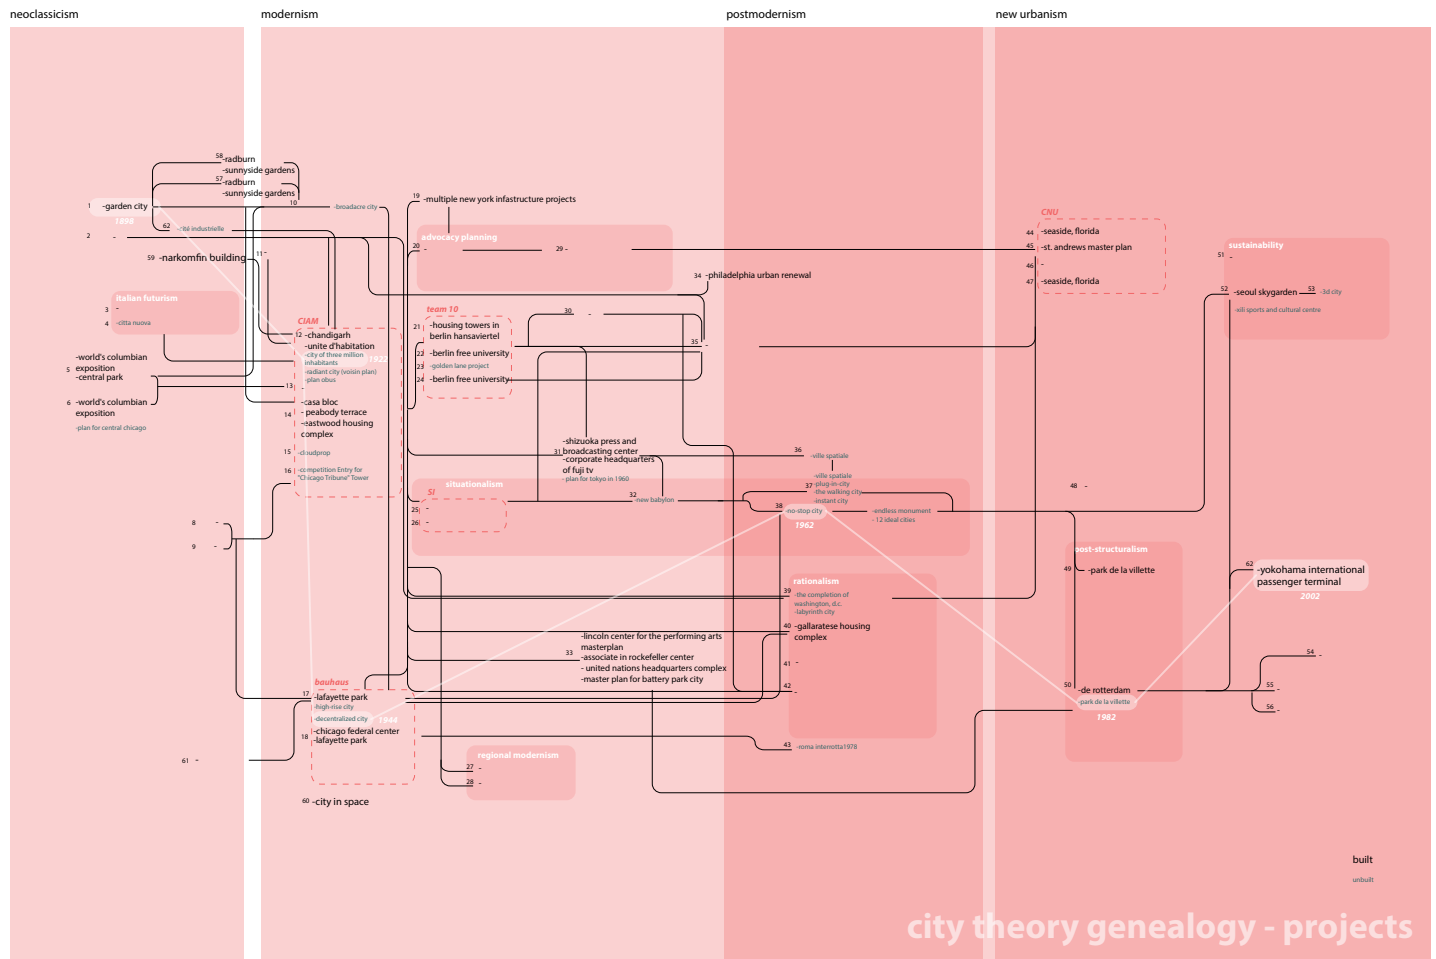 neoclassicism
modernism
postmodernism
new urbanism
58 -radburn
-sunnyside gardens
57 -radburn
-sunnyside gardens
10
1 -garden city
1898
2 -
62 -cité industrielle
59 -narkomfin building
11 -
-broadacre city
italian futurism
3 -
4 -citta nuova
5 -world's columbian
exposition
-central park
6 -world's columbian
exposition
-plan for central chicago
8 -
9 -
61 -
CIAM
12 -chandigarh
-unite d'habitation
-city of three million
inhabitants
1922
-radiant city (voisin plan)
-plan obus
13 -
-casa bloc
14 - peabody terrace
-eastwood housing
complex
15 -cloudprop
16 -competition Entry for
"Chicago Tribune" Tower
bauhaus
17 -lafayette park
-high-rise city
-decentralized city
1944
-chicago federal center
18 -lafayette park
60 -city in space
19 -multiple new york infastructure projects
advocacy planning
20 -
29 -
team 10
21 -housing towers in
berlin hansaviertel
22 -berlin free university
23 -golden lane project
24 -berlin free university
30 -
34 -philadelphia urban renewal
35 -
-shizuoka press and
31 broadcasting center
-corporate headquarters
of fuji tv
- plan for tokyo in 1960
situationalism
SI
25 -
26 -
32 -new babylon
33 -lincoln center for the performing arts
masterplan
-associate in rockefeller center
- united nations headquarters complex
-master plan for battery park city
regional modernism
27 -
28 -
36 -ville spatiale
-ville spatiale
37 -plug-in-city
-the walking city
-instant city
38 -no-stop city
1962
-endless monument
- 12 ideal cities
rationalism
39 -the completion of
washington, d.c.
-labyrinth city
40 -gallaratese housing
complex
41 -
42 -
43 -roma interrotta1978
CNU
44 -seaside, florida
45 -st. andrews master plan
46 -
47 -seaside, florida
48 -
post-structuralism
49 -park de la villette
50 -de rotterdam
-park de la villette
1982
sustainability
51 -
52 -seoul skygarden
53 -3d city
-xili sports and cultural centre
62 -yokohama international
passenger terminal
2002
54 -
55 -
56 -
built
unbuilt
city theory genealogy - projects